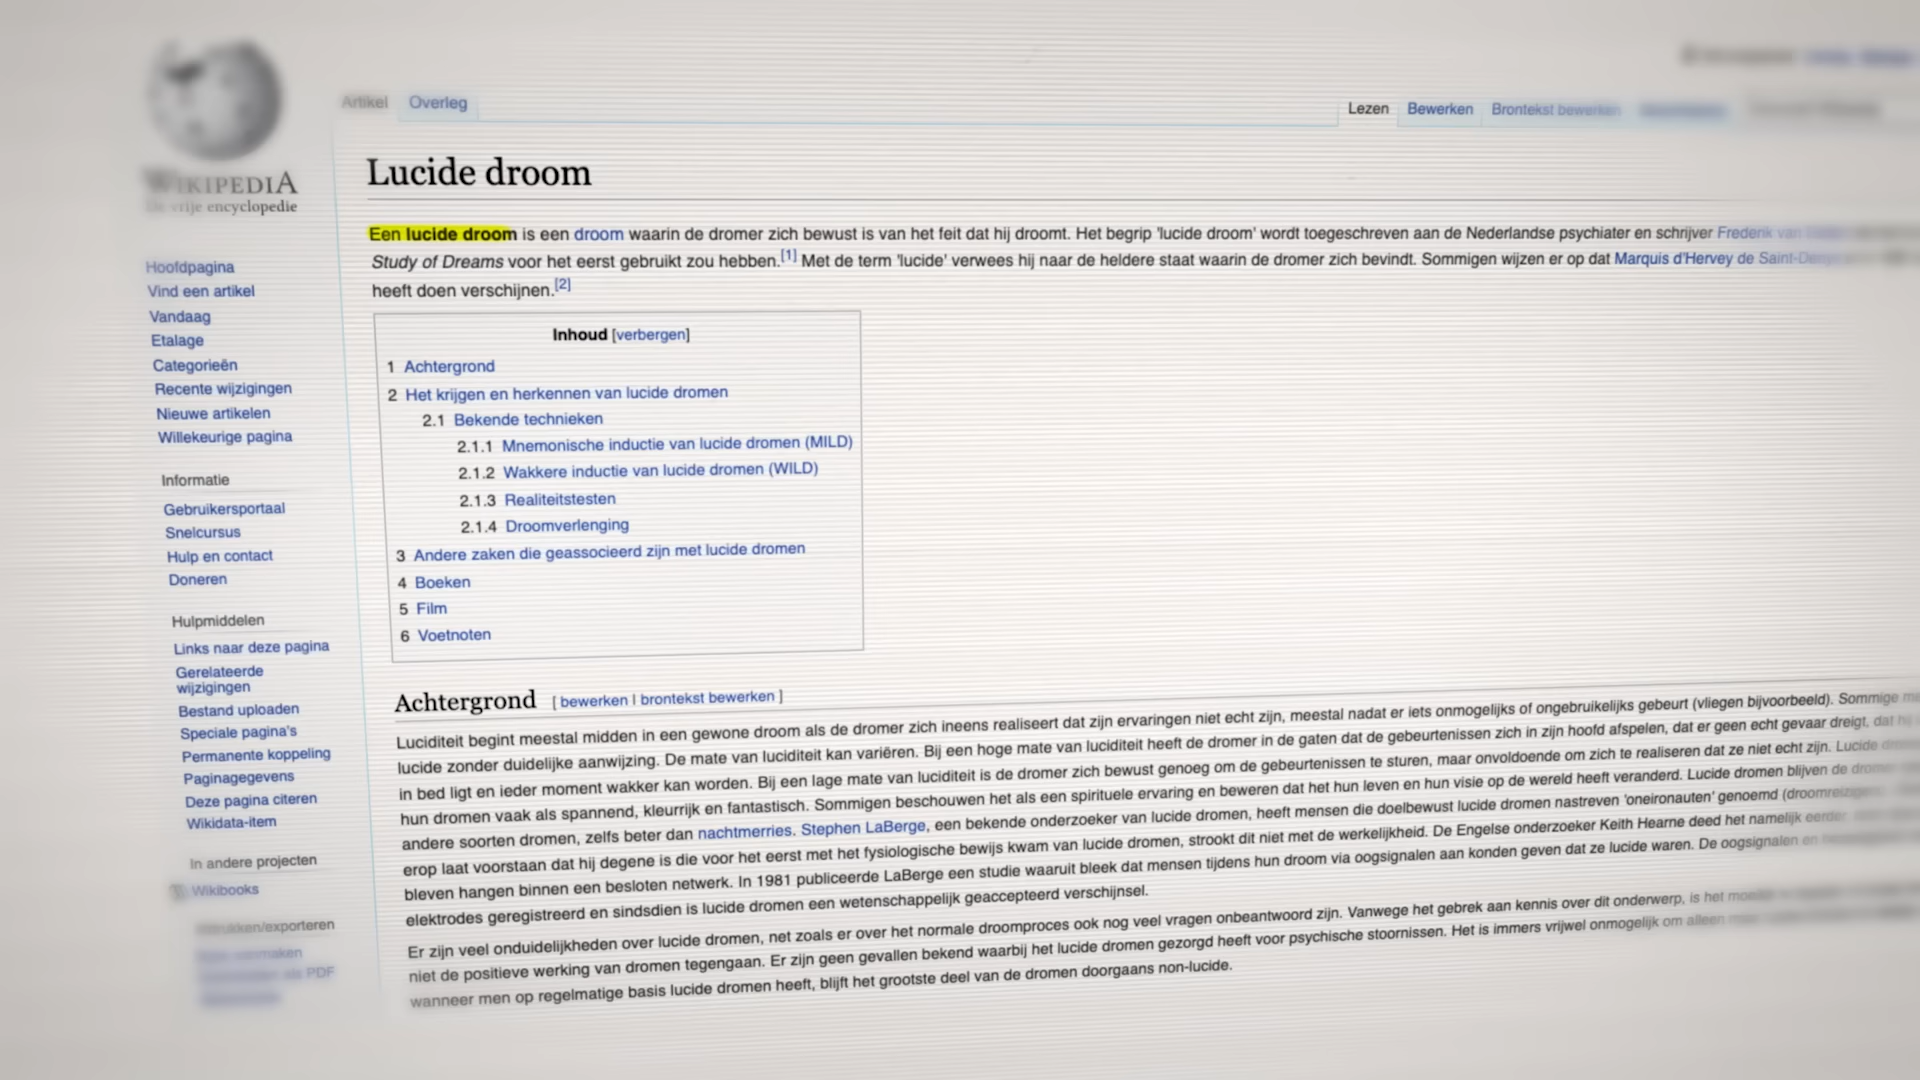 WIKIPEDIA
vrije encyclopedie
Artikel Overleg
Lezen Bewerken Brontekst bewerken
Lucide droom
Een lucide droom is een droom waarin de dromer zich bewust is van het feit dat hij droomt. Het begrip 'lucide droom' wordt toegeschreven aan de Nederlandse psychiater en schrijver Frederik van
Study of Dreams voor het eerst gebruikt zou hebben.[1] Met de term 'lucide' verwees hij naar de heldere staat waarin de dromer zich bevindt. Sommigen wijzen er op dat Marquis d'Hervey de Saint-Denys
heeft doen verschijnen.[2]
Inhoud [verbergen]
1 Achtergrond
2 Het krijgen en herkennen van lucide dromen
2.1 Bekende technieken
2.1.1 Mnemonische inductie van lucide dromen (MILD)
2.1.2 Wakkere inductie van lucide dromen (WILD)
2.1.3 Realiteitstesten
2.1.4 Droomverlenging
3 Andere zaken die geassocieerd zijn met lucide dromen
4 Boeken
5 Film
6 Voetnoten
Achtergrond [ bewerken | brontekst bewerken ]
Luciditeit begint meestal midden in een gewone droom als de dromer zich ineens realiseert dat zijn ervaringen niet echt zijn, meestal nadat er iets onmogelijks of ongebruikelijks gebeurt (vliegen bijvoorbeeld). Sommige
lucide zonder duidelijke aanwijzing. De mate van luciditeit kan variëren. Bij een hoge mate van luciditeit heeft de dromer in de gaten dat de gebeurtenissen zich in zijn hoofd afspelen, dat er geen echt gevaar dreigt, dat hij
in bed ligt en ieder moment wakker kan worden. Bij een lage mate van luciditeit is de dromer zich bewust genoeg om de gebeurtenissen te sturen, maar onvoldoende om zich te realiseren dat ze niet echt zijn. Lucide
hun dromen vaak als spannend, kleurrijk en fantastisch. Sommigen beschouwen het als een spirituele ervaring en beweren dat het hun leven en hun visie op de wereld heeft veranderd. Lucide dromen blijven de
andere soorten dromen, zelfs beter dan nachtmerries. Stephen LaBerge, een bekende onderzoeker van lucide dromen, heeft mensen die doelbewust lucide dromen nastreven 'oneironauten' genoemd
erop laat voorstaan dat hij degene is die voor het eerst met het fysiologische bewijs kwam van lucide dromen, strookt dit niet met de werkelijkheid. De Engelse onderzoeker Keith Hearne deed het namelijk eerder
bleven hangen binnen een besloten netwerk. In 1981 publiceerde LaBerge een studie waaruit bleek dat mensen tijdens hun droom via oogsignalen aan konden geven dat ze lucide waren. De oogsignalen en
elektrodes geregistreerd en sindsdien is lucide dromen een wetenschappelijk geaccepteerd verschijnsel.
Er zijn veel onduidelijkheden over lucide dromen, net zoals er over het normale droomproces ook nog veel vragen onbeantwoord zijn. Vanwege het gebrek aan kennis over dit onderwerp, is het
niet de positieve werking van dromen tegengaan. Er zijn geen gevallen bekend waarbij het lucide dromen gezorgd heeft voor psychische stoornissen. Het is immers vrijwel onmogelijk om alleen
wanneer men op regelmatige basis lucide dromen heeft, blijft het grootste deel van de dromen doorgaans non-lucide.
Hoofdpagina
Vind een artikel
Vandaag
Etalage
Categorieën
Recente wijzigingen
Nieuwe artikelen
Willekeurige pagina
Informatie
Gebruikersportaal
Snelcursus
Hulp en contact
Doneren
Hulpmiddelen
Links naar deze pagina
Gerelateerde
wijzigingen
Bestand uploaden
Speciale pagina's
Permanente koppeling
Paginagegevens
Deze pagina citeren
Wikidata-item
In andere projecten
Wikibooks
Afdrukken/exporteren
PDF